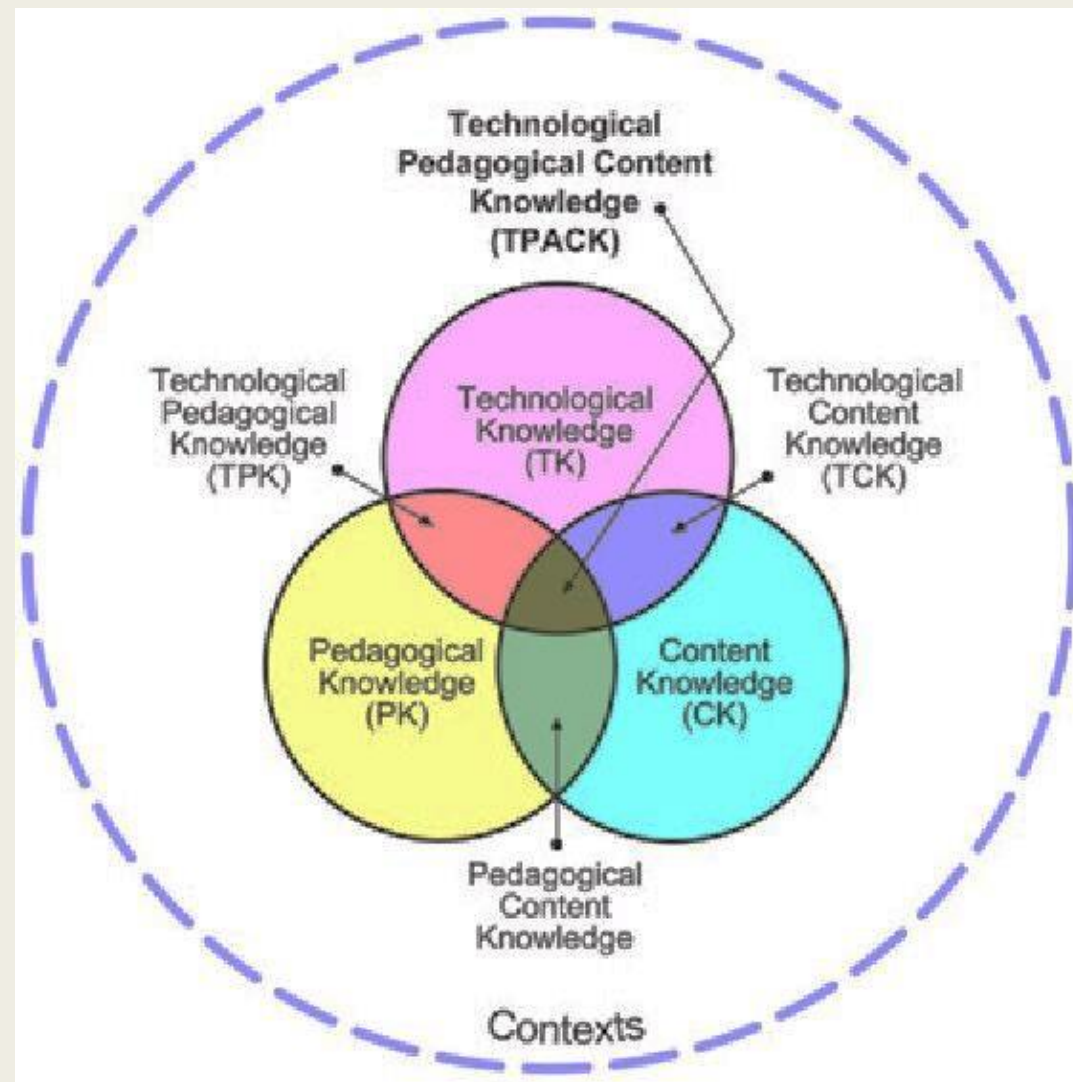 Technological
Pedagogical Content
Knowledge
(TPACK)
Technological
Pedagogical
Knowledge
(TPK)
Technological
Knowledge
(TK)
Technological
Content
Knowledge
(TCK)
Pedagogical
Knowledge
(PK)
Content
Knowledge
(CK)
Pedagogical
Content
Knowledge
Contexts